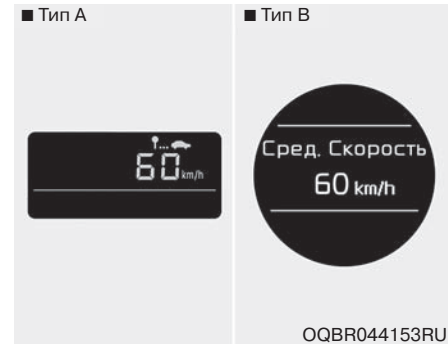 ■ Тип А
60 km/h
■ Тип В
Сред. Скорость
60 km/h
OQBR044153RU